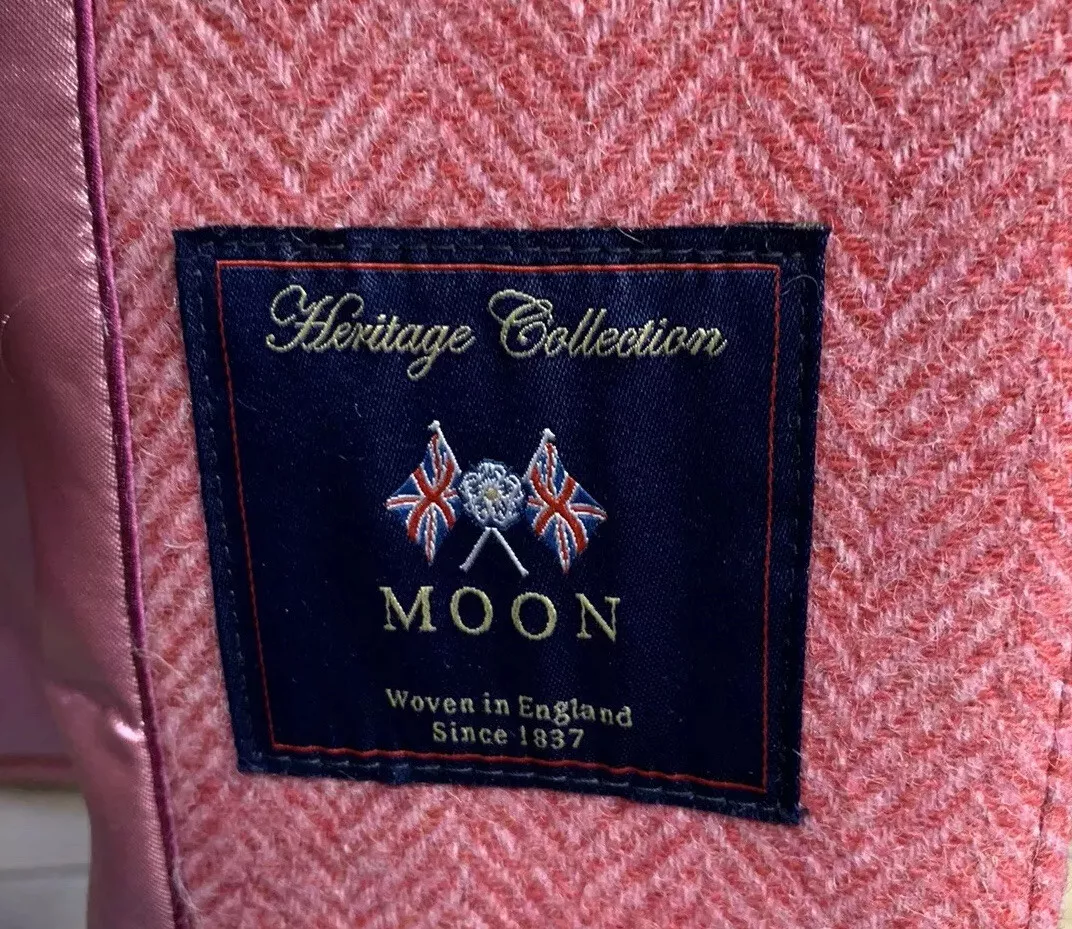 Heritage Collection
MOON
Woven in England
Since 1837